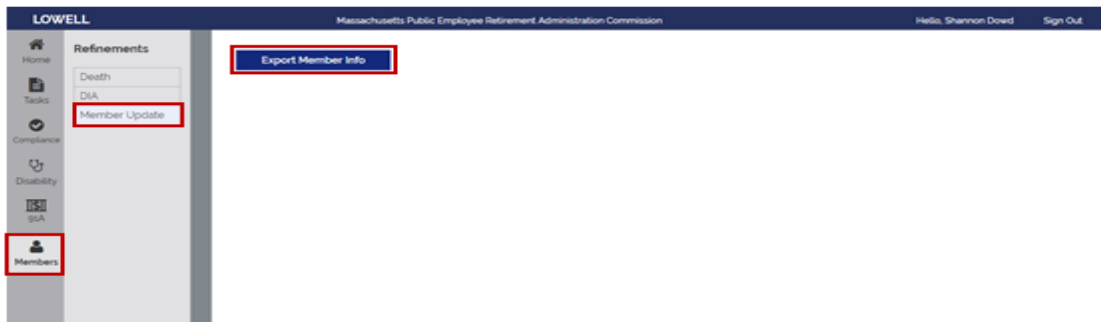 LOWELL
Massachusetts Public Employee Retirement Administration Commission
Hello, Shannon Dowd
Sign Out
Home
Tasks
Compliance
Disability
91A
Members
Refinements
Death
DIA
Member Update
Export Member Info